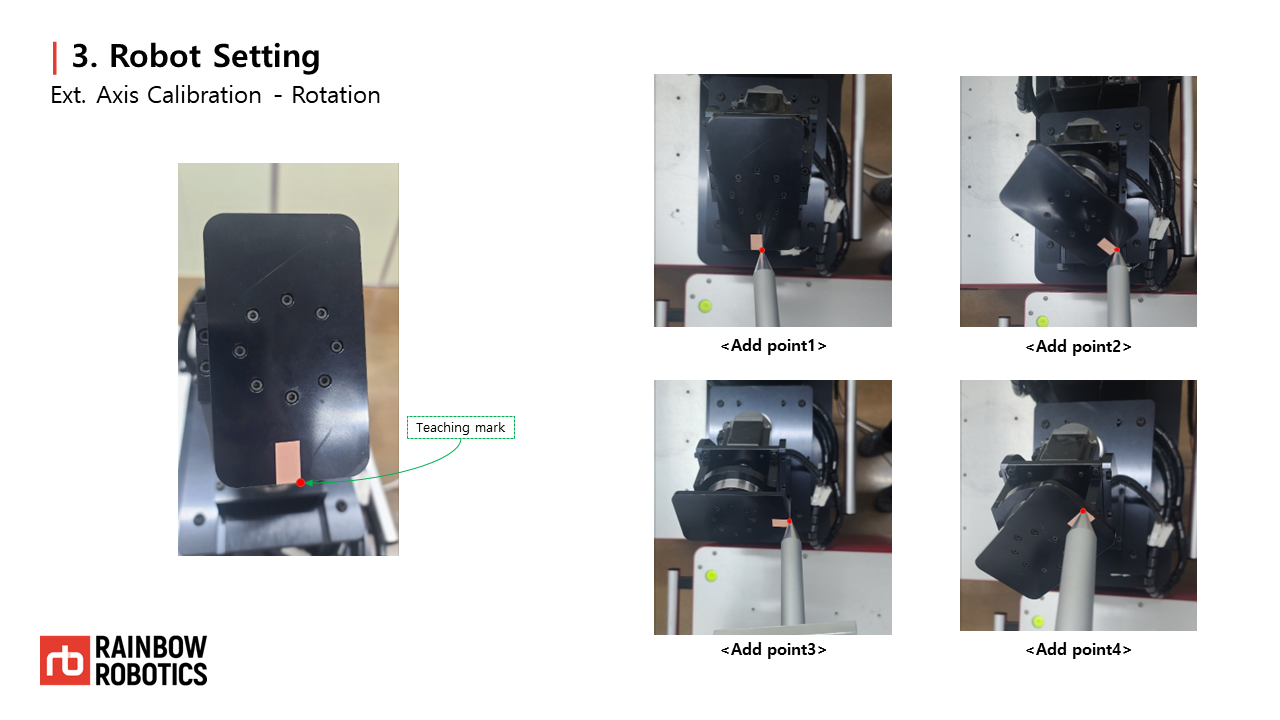 3. Robot Setting
Ext. Axis Calibration - Rotation
Teaching mark
<Add point1>
<Add point2>
<Add point3>
<Add point4>
rb RAINBOW
ROBOTICS